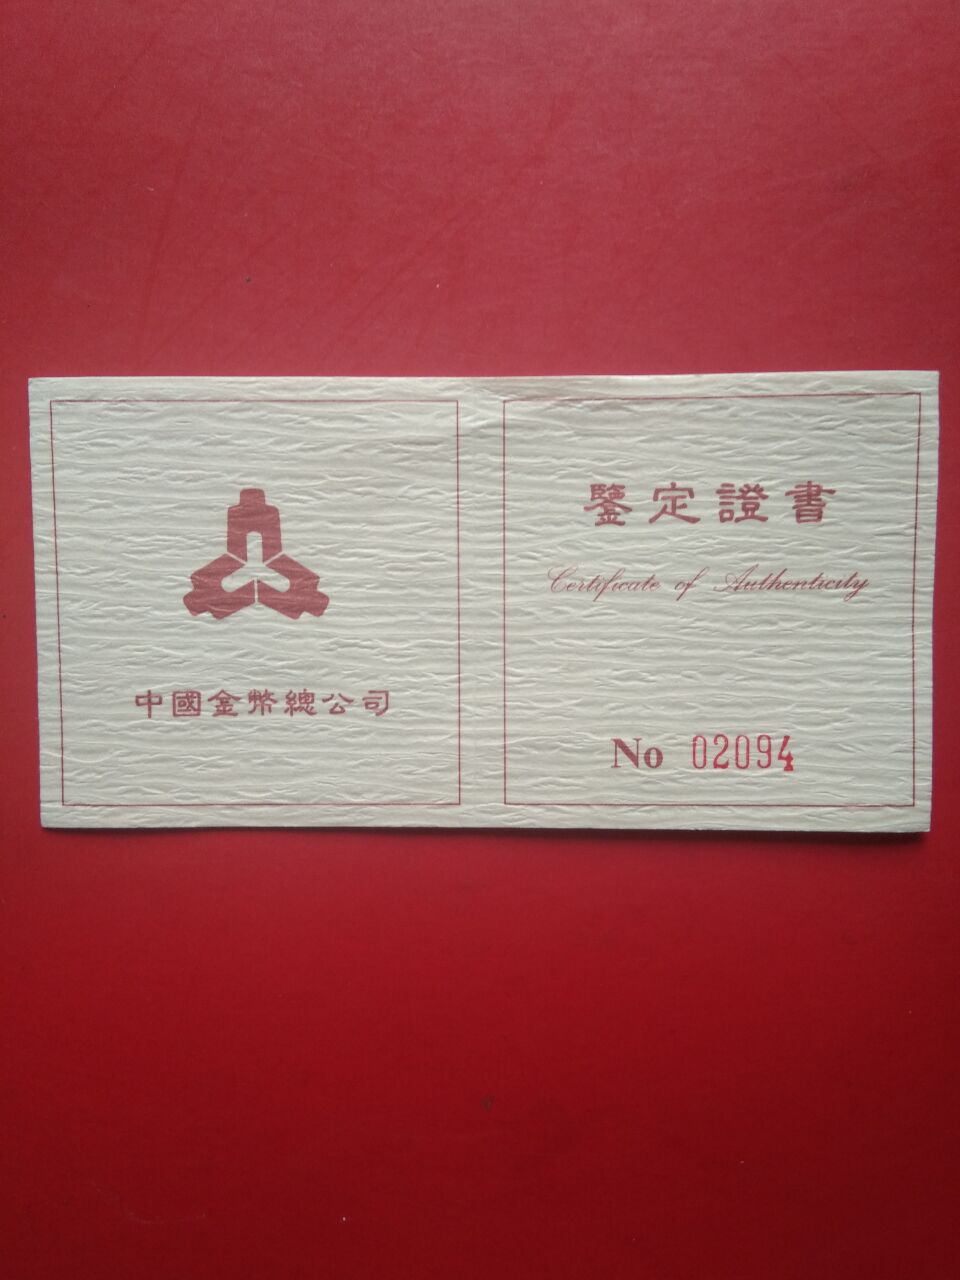 中國金幣總公司
鑒定證書
Certificate of Authenticity
No 02094